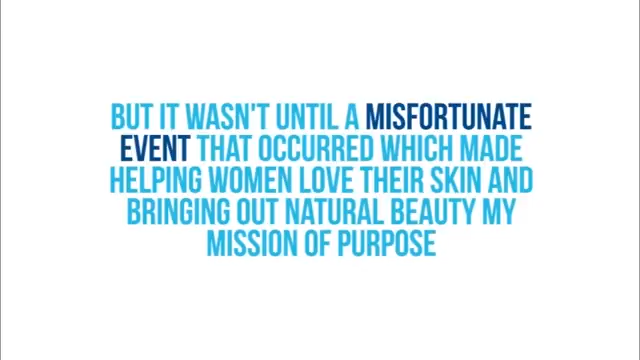 BUT IT WASN'T UNTIL A MISFORTUNATE
EVENT THAT OCCURRED WHICH MADE
HELPING WOMEN LOVE THEIR SKIN AND
BRINGING OUT NATURAL BEAUTY MY
MISSION OF PURPOSE